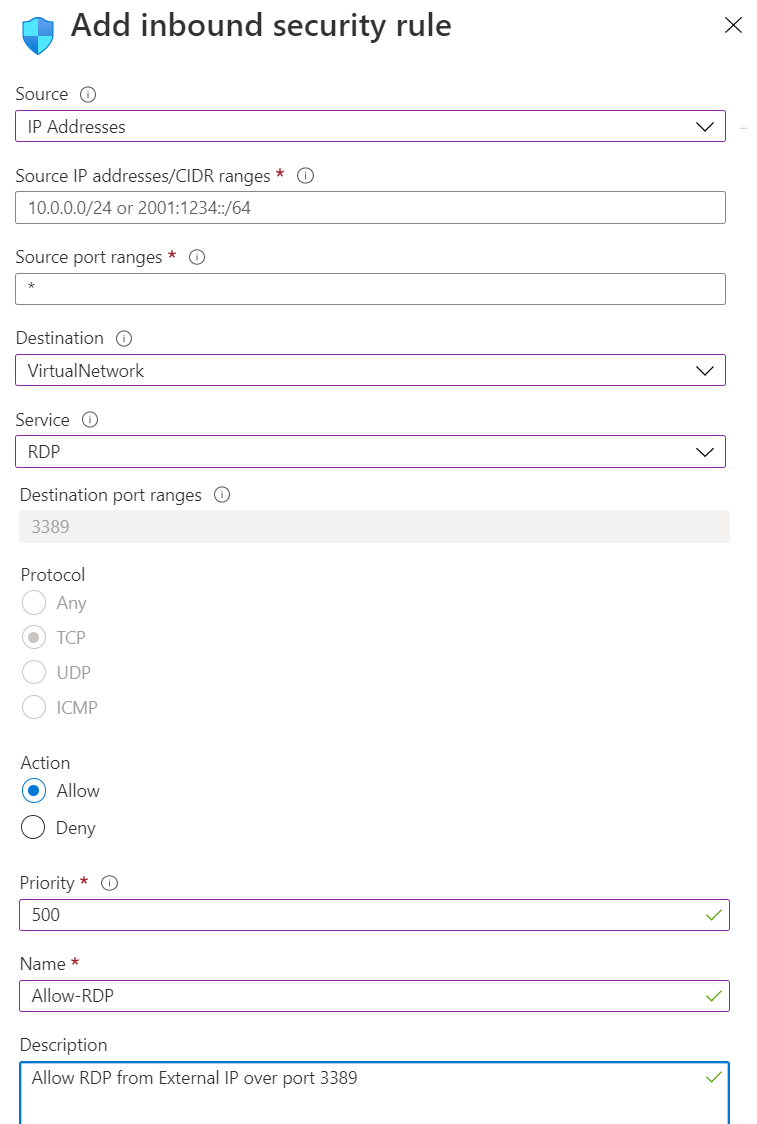 Add inbound security rule
Source
IP Addresses
Source IP addresses/CIDR ranges *
10.0.0.0/24 or 2001:1234::/64
Source port ranges *
*
Destination
VirtualNetwork
Service
RDP
Destination port ranges
3389
Protocol
Any
TCP
UDP
ICMP
Action
Allow
Deny
Priority *
500
Name *
Allow-RDP
Description
Allow RDP from External IP over port 3389